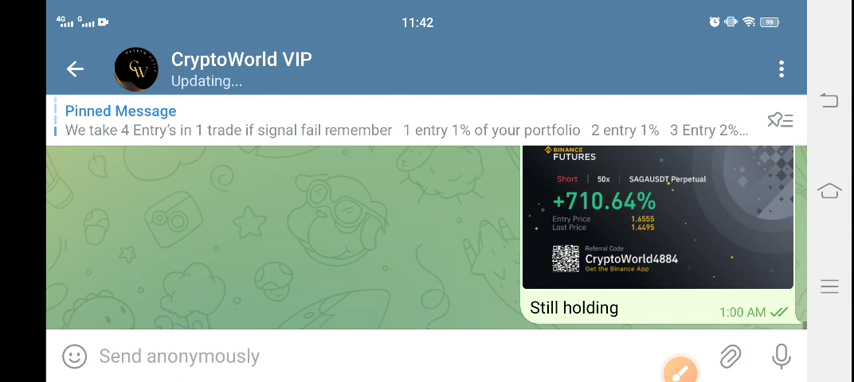 4G G 11:42 99
CryptoWorld VIP
Updating...
Pinned Message
We take 4 Entry's in 1 trade if signal fail remember 1 entry 1% of your portfolio 2 entry 1% 3 Entry 2%...
BINANCE
FUTURES
Short | 50x | SAGAUSDT Perpetual
+710.64%
Entry Price 1.6555
Last Price 1.4495
Referral Code
CryptoWorld4884
Get the Binance App
Still holding
1:00 AM
Send anonymously